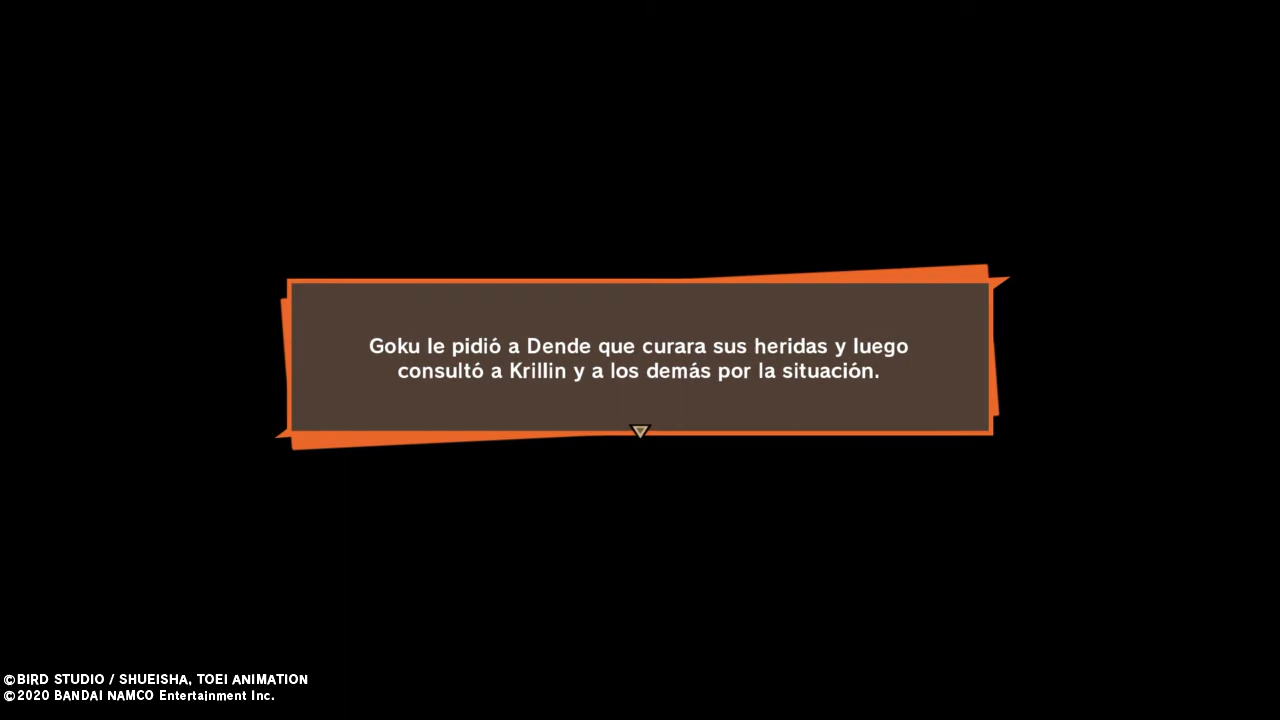 Goku le pidió a Dende que curara sus heridas y luego
consultó a Krillin y a los demás por la situación.
©BIRD STUDIO / SHUEISHA, TOEI ANIMATION
©2020 BANDAI NAMCO Entertainment Inc.